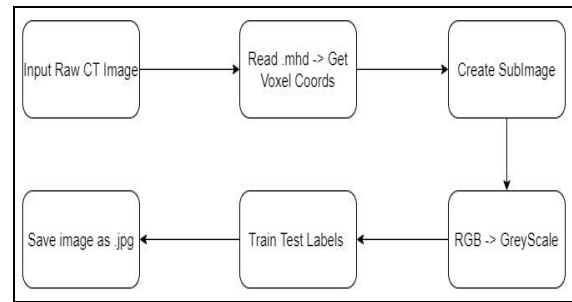 Input Raw CT Image
Read .mhd -> Get
Voxel Coords
Create SubImage
RGB -> GreyScale
Train Test Labels
Save image as .jpg